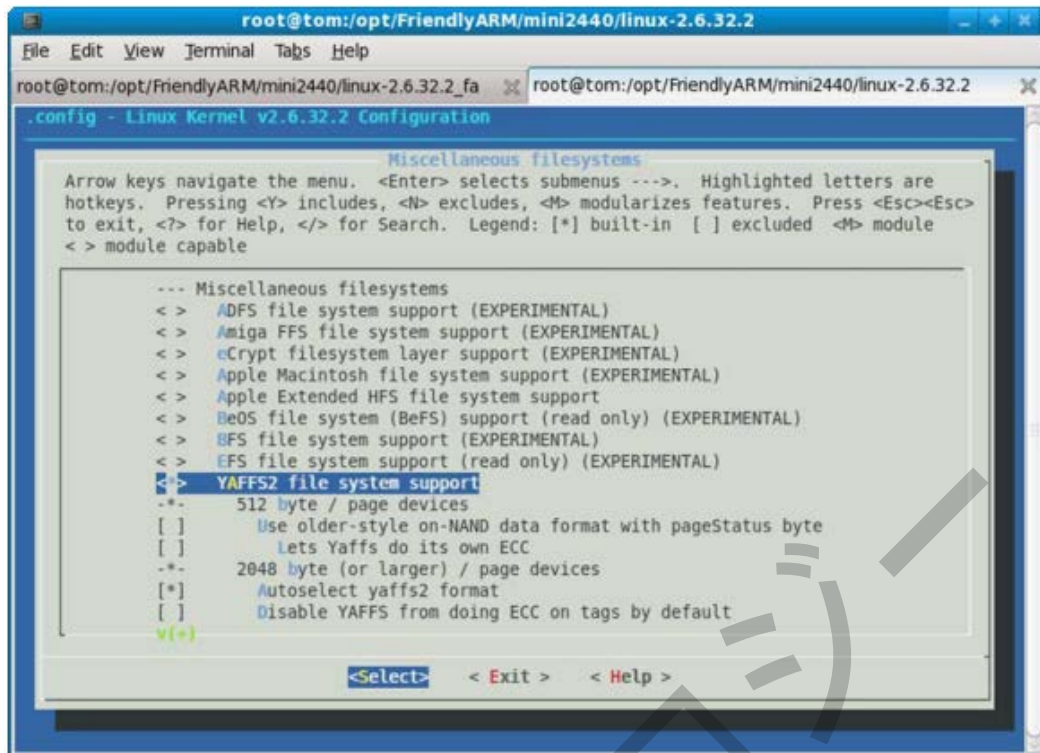 root@tom:/opt/FriendlyARM/mini2440/linux-2.6.32.2
File Edit View Terminal Tabs Help
root@tom:/opt/FriendlyARM/mini2440/linux-2.6.32.2_fa root@tom:/opt/FriendlyARM/mini2440/linux-2.6.32.2
.config - Linux Kernel v2.6.32.2 Configuration
Miscellaneous filesystems
Arrow keys navigate the menu. <Enter> selects submenus --->. Highlighted letters are
hotkeys. Pressing <Y> includes, <N> excludes, <M> modularizes features. Press <Esc><Esc>
to exit, <?> for Help, </> for Search. Legend: [*] built-in [ ] excluded <M> module
< > module capable
--- Miscellaneous filesystems
< > ADFS file system support (EXPERIMENTAL)
< > Amiga FFS file system support (EXPERIMENTAL)
< > eCrypt filesystem layer support (EXPERIMENTAL)
< > Apple Macintosh file system support (EXPERIMENTAL)
< > Apple Extended HFS file system support
< > BeOS file system (BeFS) support (read only) (EXPERIMENTAL)
< > BFS file system support (EXPERIMENTAL)
< > EFS file system support (read only) (EXPERIMENTAL)
<*> YAFFS2 file system support
-*- 512 byte / page devices
[ ] Use older-style on-NAND data format with pageStatus byte
[ ] Lets Yaffs do its own ECC
-*- 2048 byte (or larger) / page devices
[*] Autoselect yaffs2 format
[ ] Disable YAFFS from doing ECC on tags by default
v(+)
<Select> < Exit > < Help >